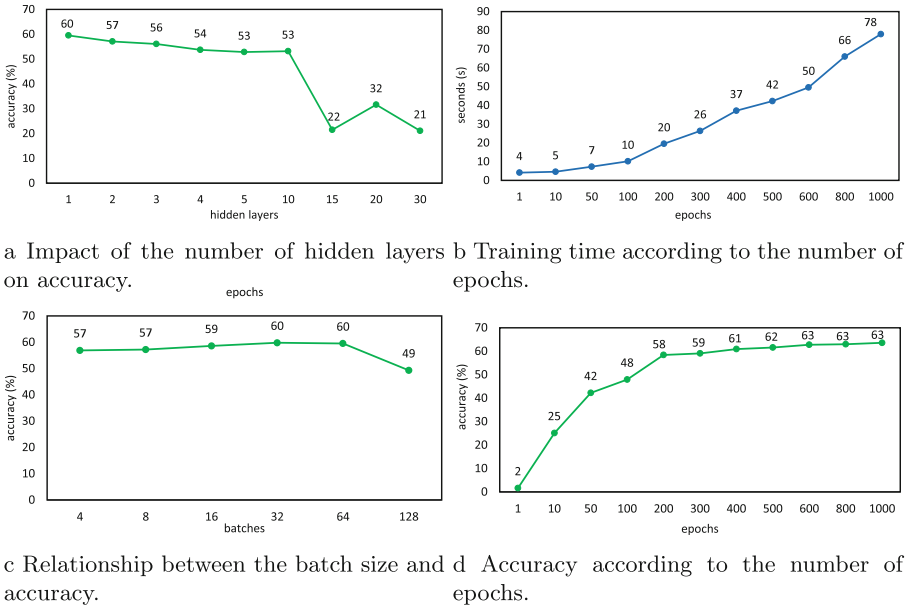 70
60
50
40
30
20
10
0
accuracy (%)
60 57 56 54 53 53 22 32 21
1 2 3 4 5 10 15 20 30
hidden layers
a Impact of the number of hidden layers
on accuracy.
90
80
70
60
50
40
30
20
10
0
seconds (s)
4 5 7 10 20 26 37 42 50 66 78
1 10 50 100 200 300 400 500 600 800 1000
epochs
b Training time according to the number of
epochs.
epochs
70
60
50
40
30
20
10
0
accuracy (%)
57 57 59 60 60 49
4 8 16 32 64 128
batches
c Relationship between the batch size and
accuracy.
70
60
50
40
30
20
10
0
accuracy (%)
2 25 42 48 58 59 61 62 63 63 63
1 10 50 100 200 300 400 500 600 800 1000
epochs
d Accuracy according to the number of
epochs.